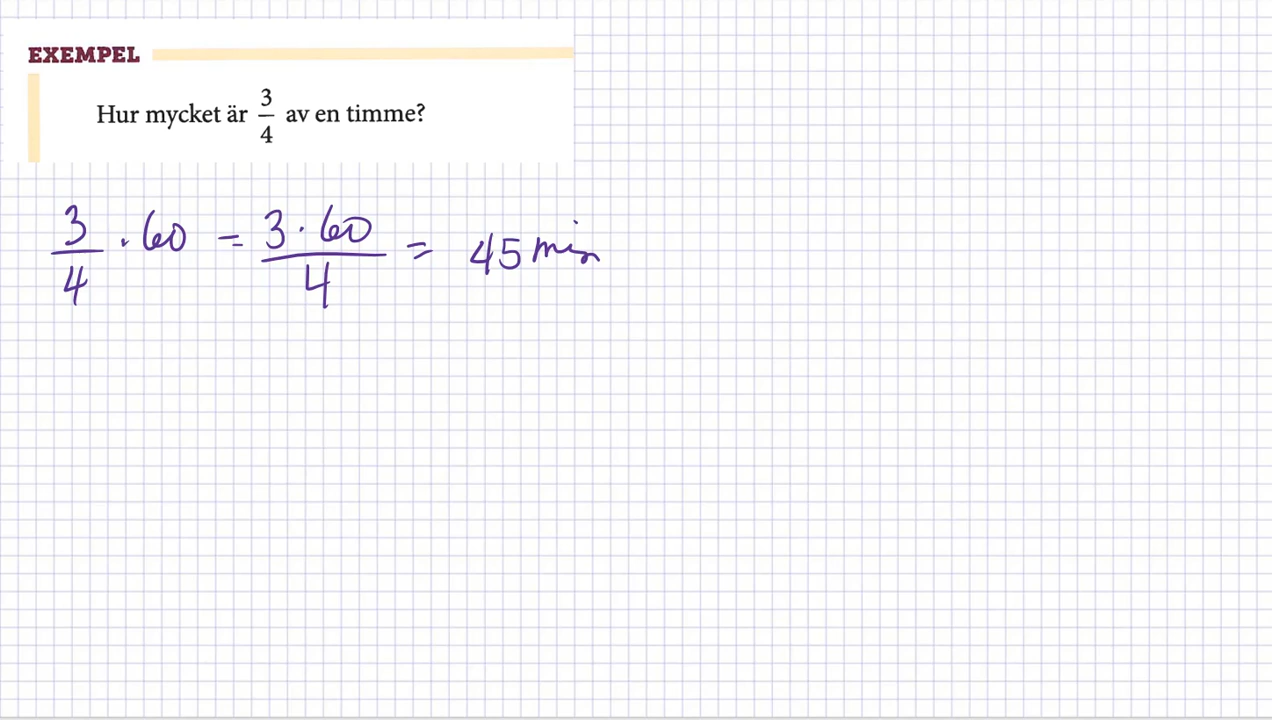 EXEMPEL
Hur mycket är 3/4 av en timme?
3/4 · 60 = 3 · 60/4 = 45 min